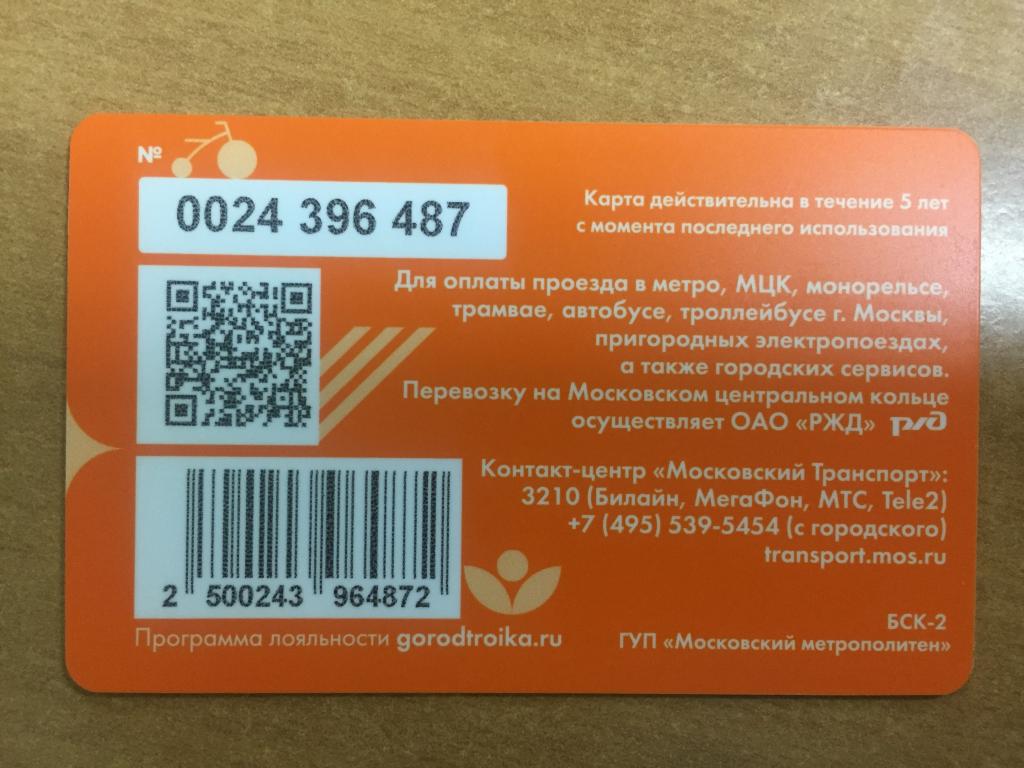 №
0024 396 487
Карта действительна в течение 5 лет
с момента последнего использования
Для оплаты проезда в метро, МЦК, монорельсе,
трамвае, автобусе, троллейбусе г. Москвы,
пригородных электропоездах,
а также городских сервисов.
Перевозку на Московском центральном кольце
осуществляет ОАО «РЖД» ржд
Контакт-центр «Московский Транспорт»:
3210 (Билайн, МегаФон, МТС, Tele2)
+7 (495) 539-5454 (с городского)
transport.mos.ru
2 500243 964872
Программа лояльности gorodtroika.ru
БСК-2
ГУП «Московский метрополитен»